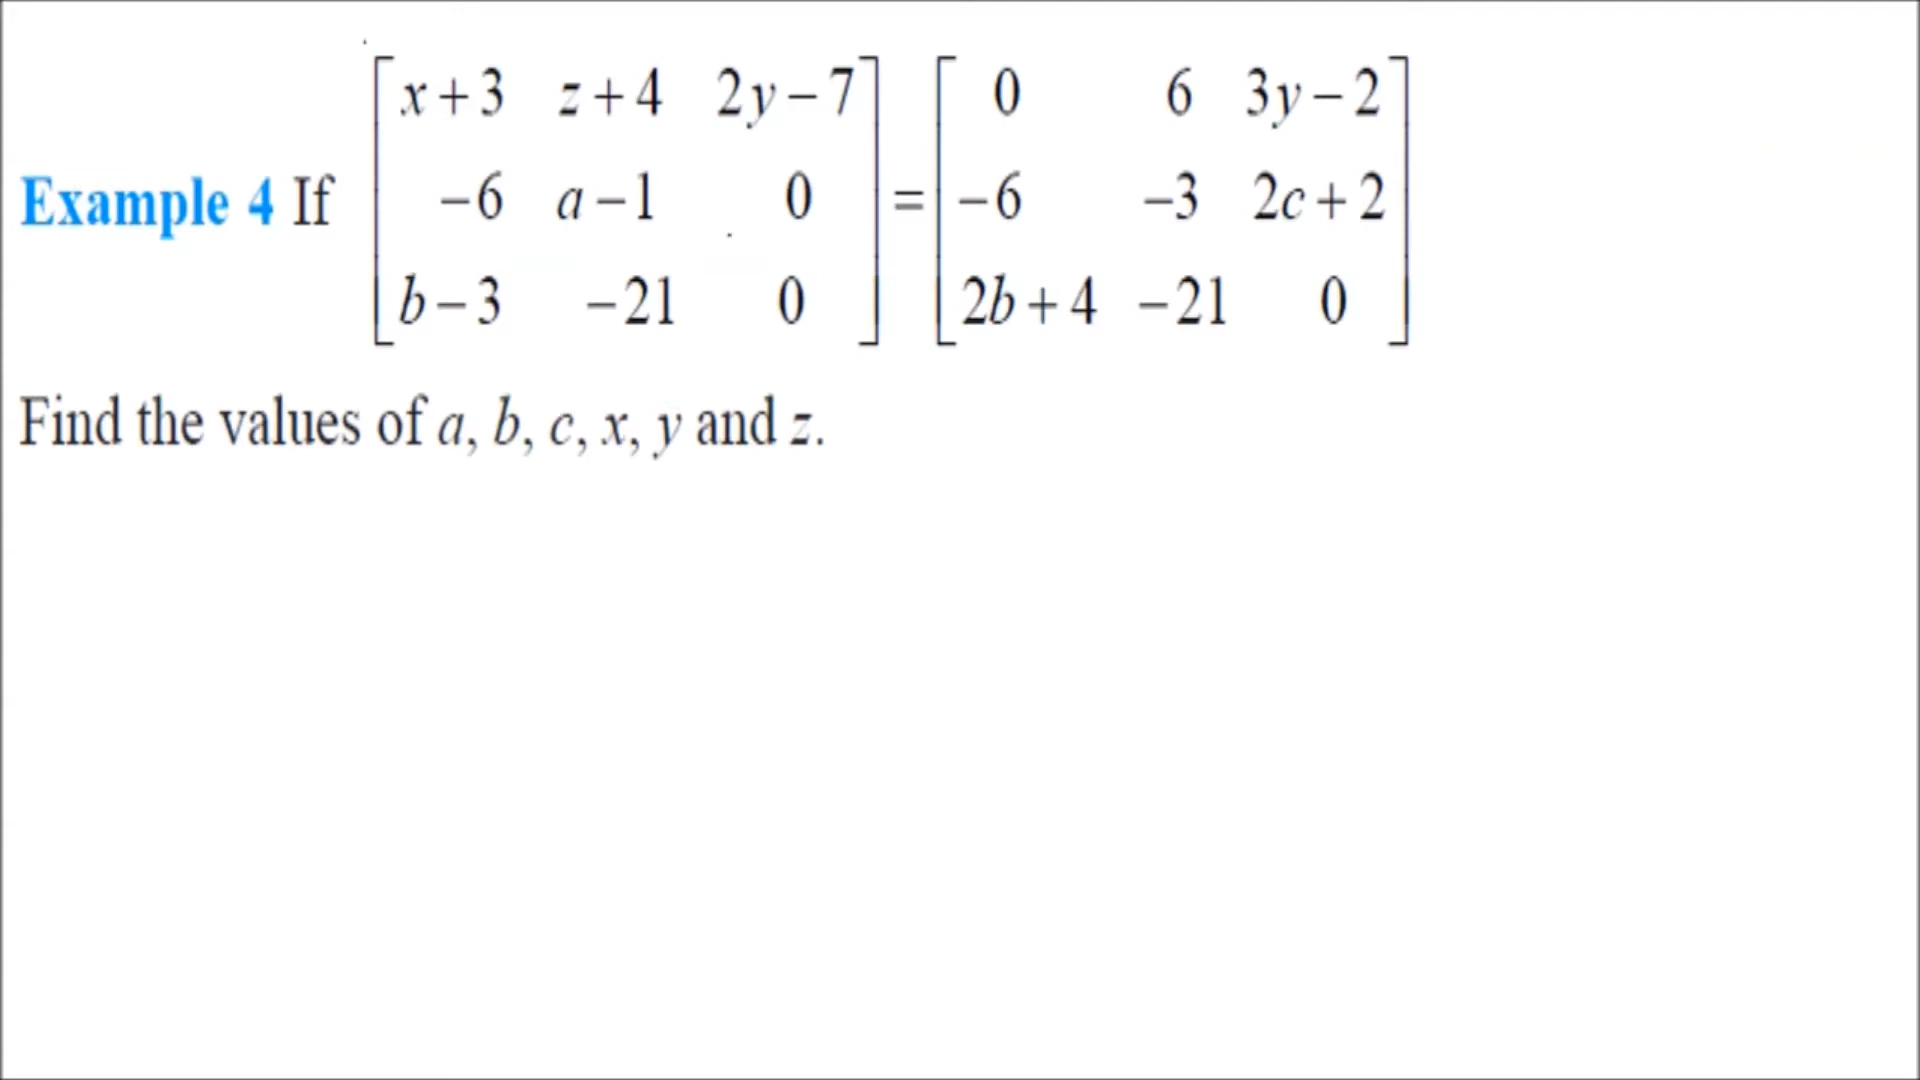 x+3 z+4 2y−7 0 6 3y−2
Example 4 If −6 a−1 0 = −6 −3 2c+2
b−3 −21 0 2b+4 −21 0
Find the values of a, b, c, x, y and z.